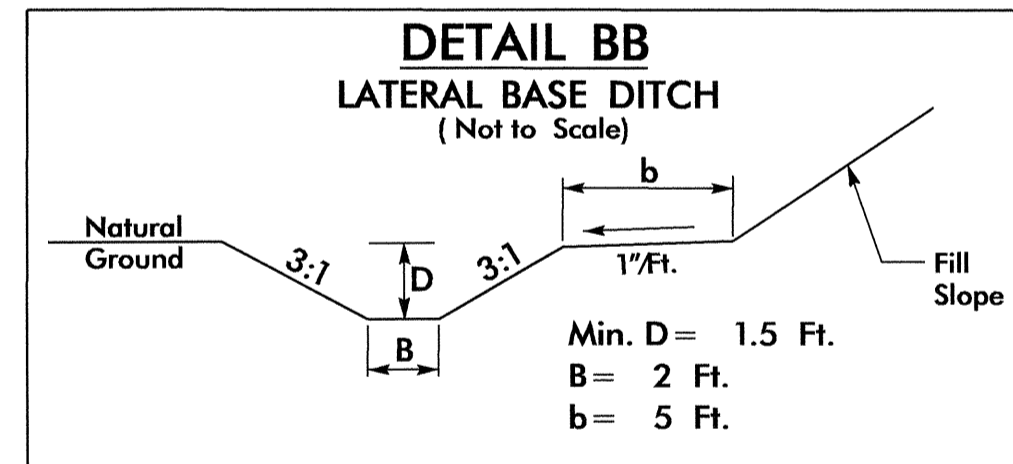 DETAIL BB
LATERAL BASE DITCH
( Not to Scale)
b
Natural
Ground
3:1
D
3:1
1"/Ft.
Fill
Slope
B
Min. D= 1.5 Ft.
B= 2 Ft.
b= 5 Ft.